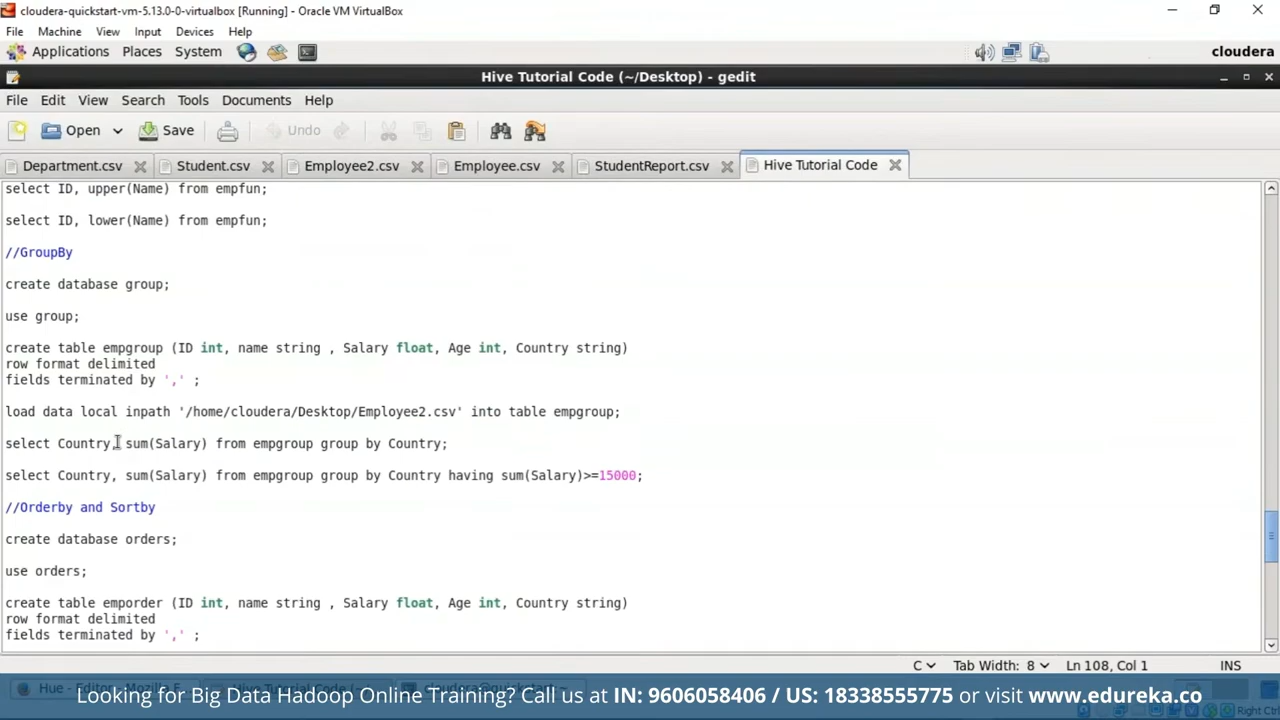 cloudera-quickstart-vm-5.13.0-0-virtualbox [Running] - Oracle VM VirtualBox
File Machine View Input Devices Help
Applications Places System cloudera
Hive Tutorial Code (~/Desktop) - gedit
File Edit View Search Tools Documents Help
Open Save Undo
Department.csv Student.csv Employee2.csv Employee.csv StudentReport.csv Hive Tutorial Code
select ID, upper(Name) from empfun;
select ID, lower(Name) from empfun;
//GroupBy
create database group;
use group;
create table empgroup (ID int, name string , Salary float, Age int, Country string)
row format delimited
fields terminated by ',' ;
load data local inpath '/home/cloudera/Desktop/Employee2.csv' into table empgroup;
select Country, sum(Salary) from empgroup group by Country;
select Country, sum(Salary) from empgroup group by Country having sum(Salary)>=15000;
//Orderby and Sortby
create database orders;
use orders;
create table emporder (ID int, name string , Salary float, Age int, Country string)
row format delimited
fields terminated by ',' ;
C Tab Width: 8 Ln 108, Col 1 INS
Looking for Big Data Hadoop Online Training? Call us at IN: 9606058406 / US: 18338555775 or visit www.edureka.co
Right Ctrl